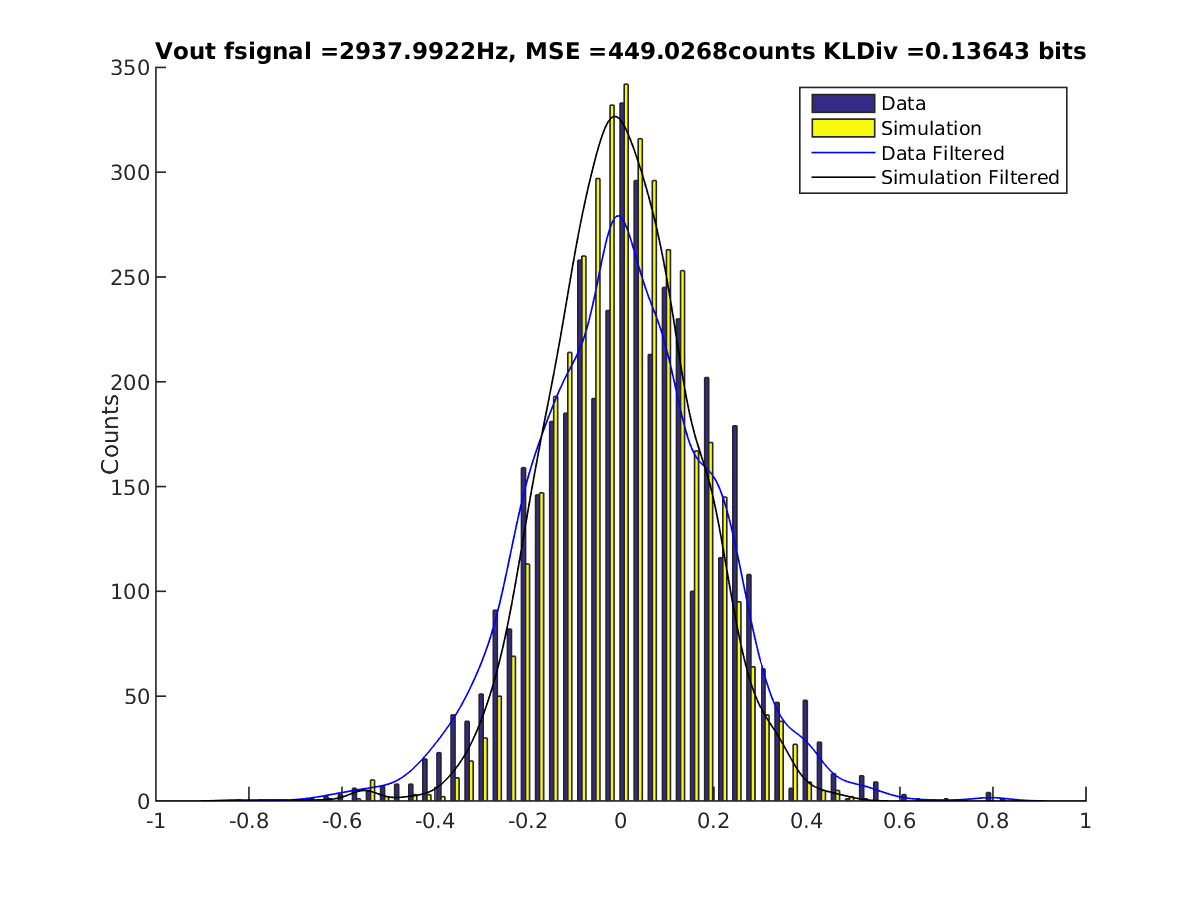 Vout fsignal =2937.9922Hz, MSE =449.0268counts KLDiv =0.13643 bits
350
300
250
200
150
100
50
0
Counts
Data
Simulation
Data Filtered
Simulation Filtered
-1 -0.8 -0.6 -0.4 -0.2 0 0.2 0.4 0.6 0.8 1